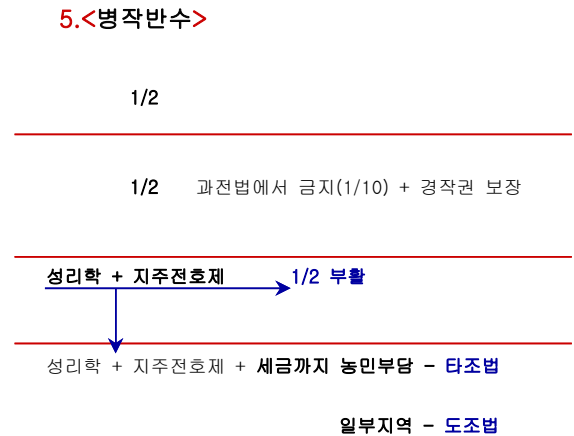 5.<병작반수>
1/2
1/2 과전법에서 금지(1/10) + 경작권 보장
성리학 + 지주전호제 1/2 부활
성리학 + 지주전호제 + 세금까지 농민부담 - 타조법
일부지역 - 도조법